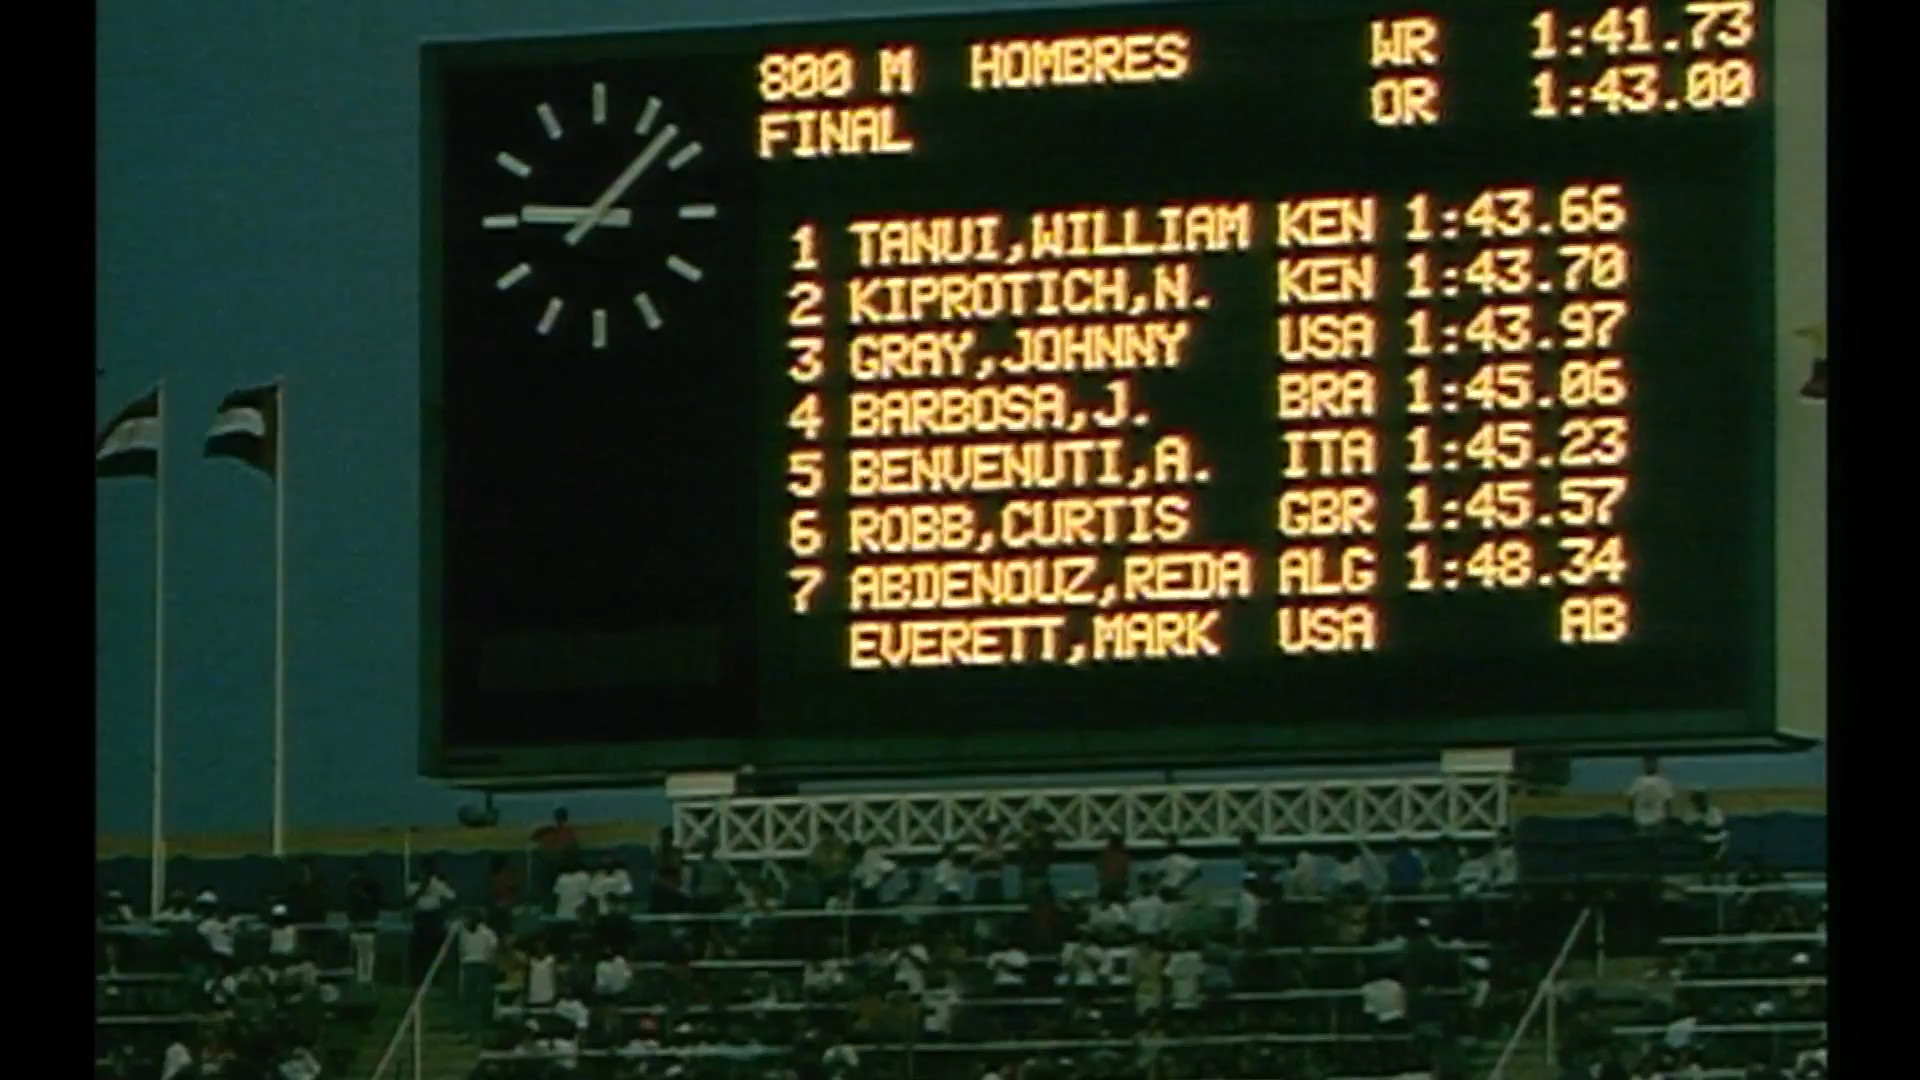 800 M HOMBRES WR 1:41.73
FINAL OR 1:43.00
1 TANUI,WILLIAM KEN 1:43.66
2 KIPROTICH,N. KEN 1:43.70
3 GRAY,JOHNNY USA 1:43.97
4 BARBOSA,J. BRA 1:45.06
5 BENVENUTI,A. ITA 1:45.23
6 ROBB,CURTIS GBR 1:45.57
7 ABDENOUZ,REDA ALG 1:48.34
EVERETT,MARK USA AB